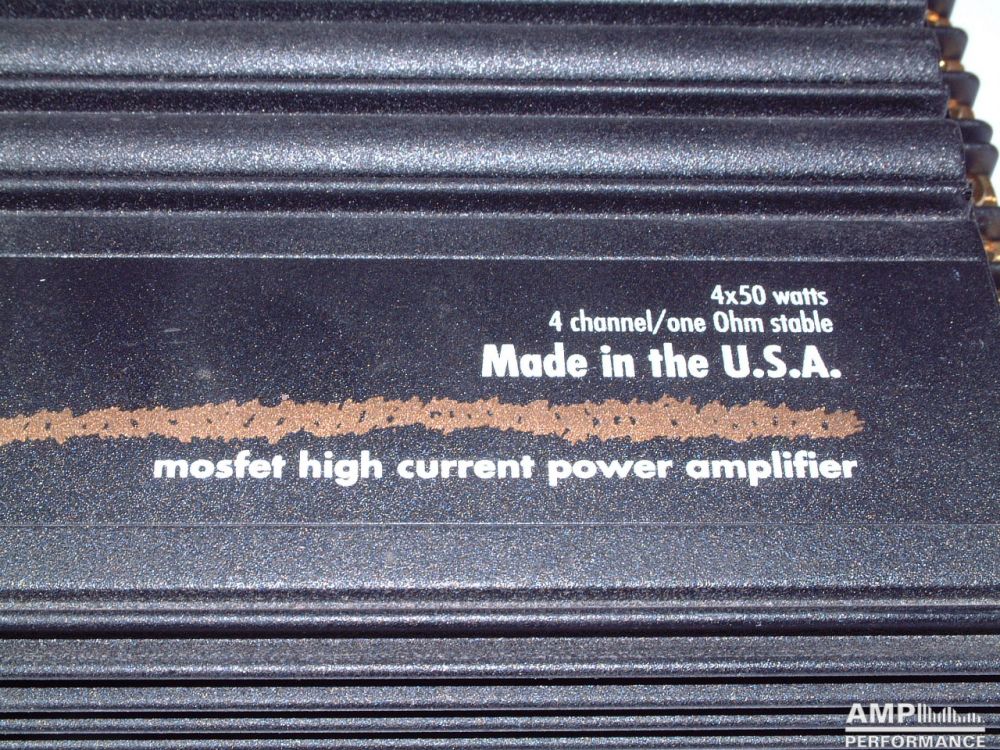 4x50 watts
4 channel/one Ohm stable
Made in the U.S.A.
mosfet high current power amplifier
AMP
PERFORMANCE